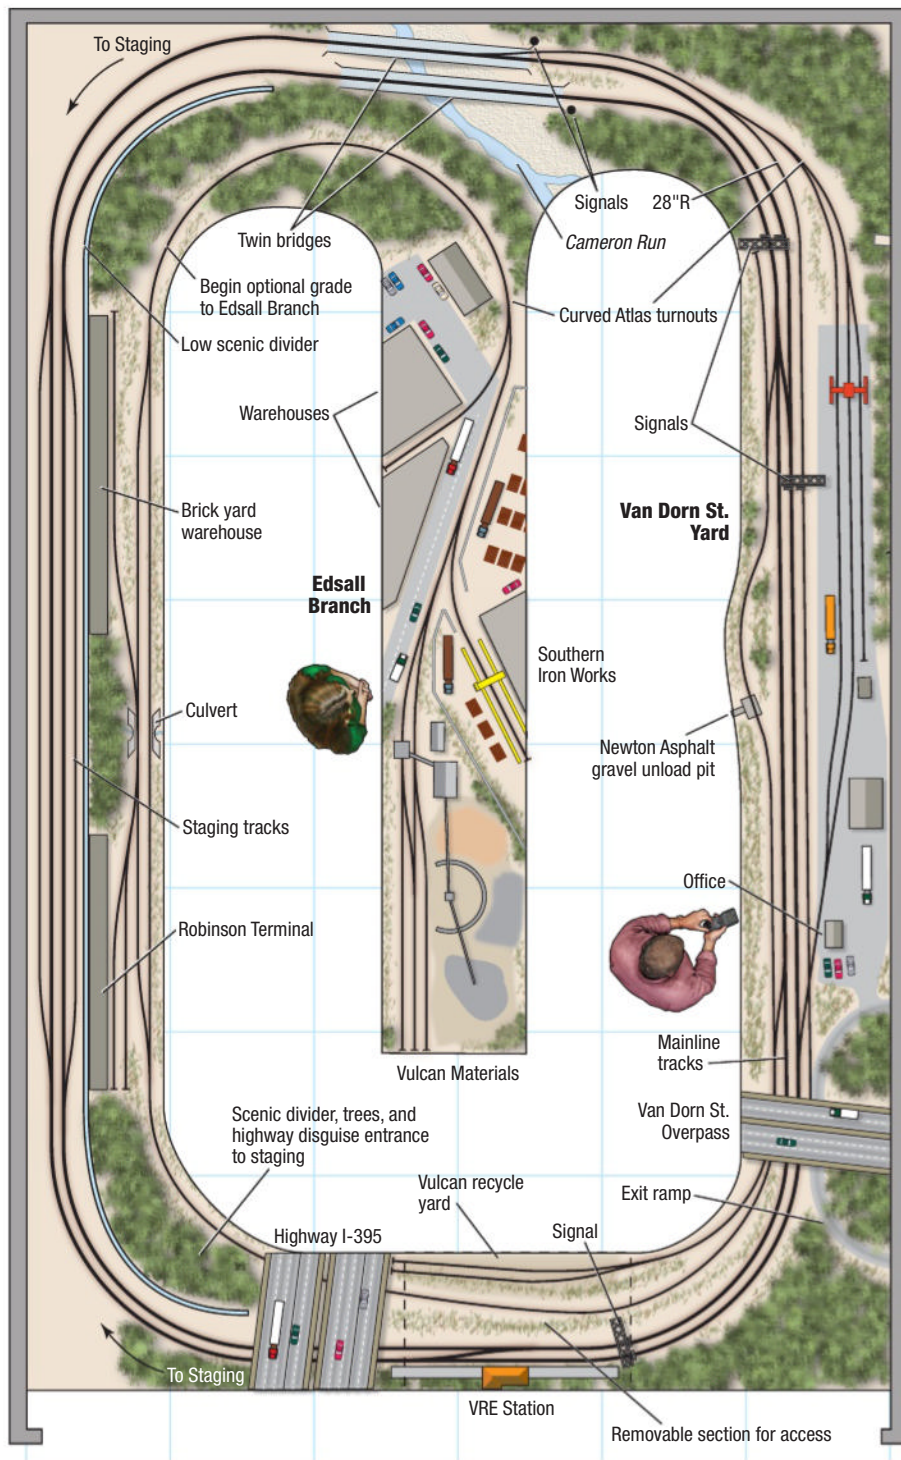 To Staging
Signals
28"R
Cameron Run
Twin bridges
Begin optional grade
to Edsall Branch
Curved Atlas turnouts
Low scenic divider
Warehouses
Signals
Brick yard
warehouse
Van Dorn St.
Yard
Edsall
Branch
Southern
Iron Works
Culvert
Newton Asphalt
gravel unload pit
Staging tracks
Office
Robinson Terminal
Mainline
tracks
Vulcan Materials
Scenic divider, trees, and
highway disguise entrance
to staging
Van Dorn St.
Overpass
Vulcan recycle
yard
Exit ramp
Highway I-395
Signal
To Staging
VRE Station
Removable section for access